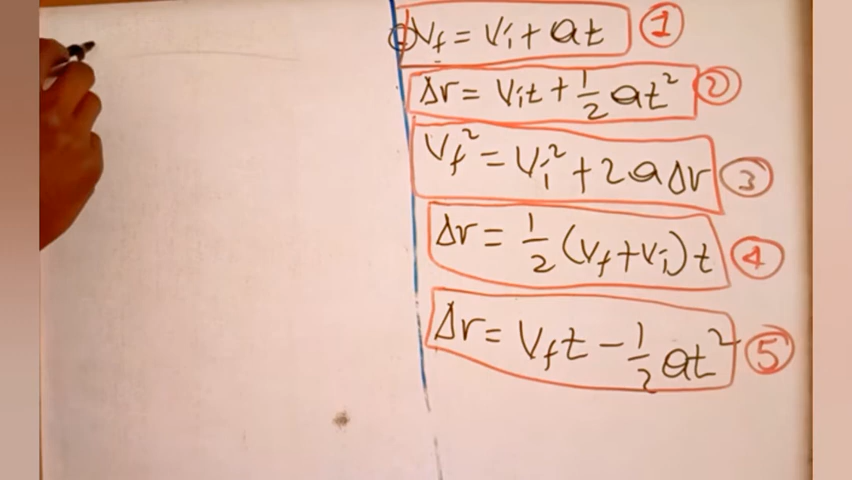 Vf = Vi + at ①
Δr = Vit + 1/2 at² ②
Vf² = Vi² + 2aΔr ③
Δr = 1/2 (Vf + Vi) t ④
Δr = Vft − 1/2 at² ⑤